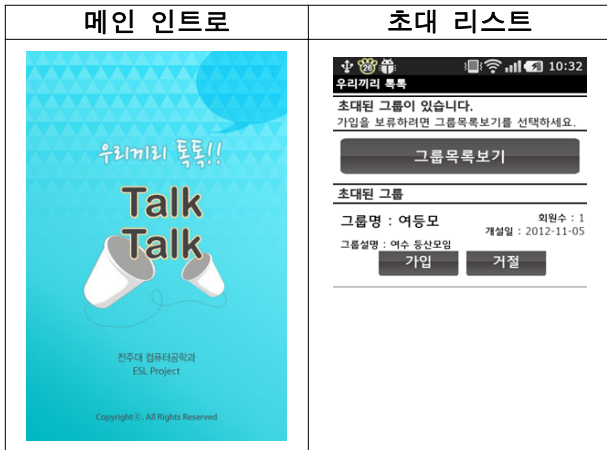 메인 인트로
초대 리스트
우리끼리 톡톡!!
Talk
Talk
전주대 컴퓨터공학과
ESL Project
Copyright ©. All Rights Reserved
26
10:32
우리끼리 톡톡
초대된 그룹이 있습니다.
가입을 보류하려면 그룹목록보기를 선택하세요.
그룹목록보기
초대된 그룹
그룹명 : 여등모
회원수 : 1
개설일 : 2012-11-05
그룹설명 : 여수 등산모임
가입
거절